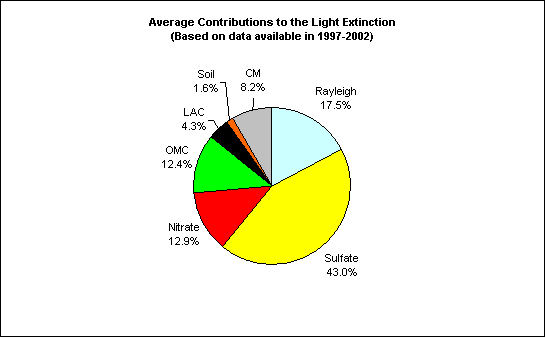 Average Contributions to the Light Extinction
(Based on data available in 1997-2002)
Soil
1.6%
CM
8.2%
Rayleigh
17.5%
LAC
4.3%
OMC
12.4%
Nitrate
12.9%
Sulfate
43.0%